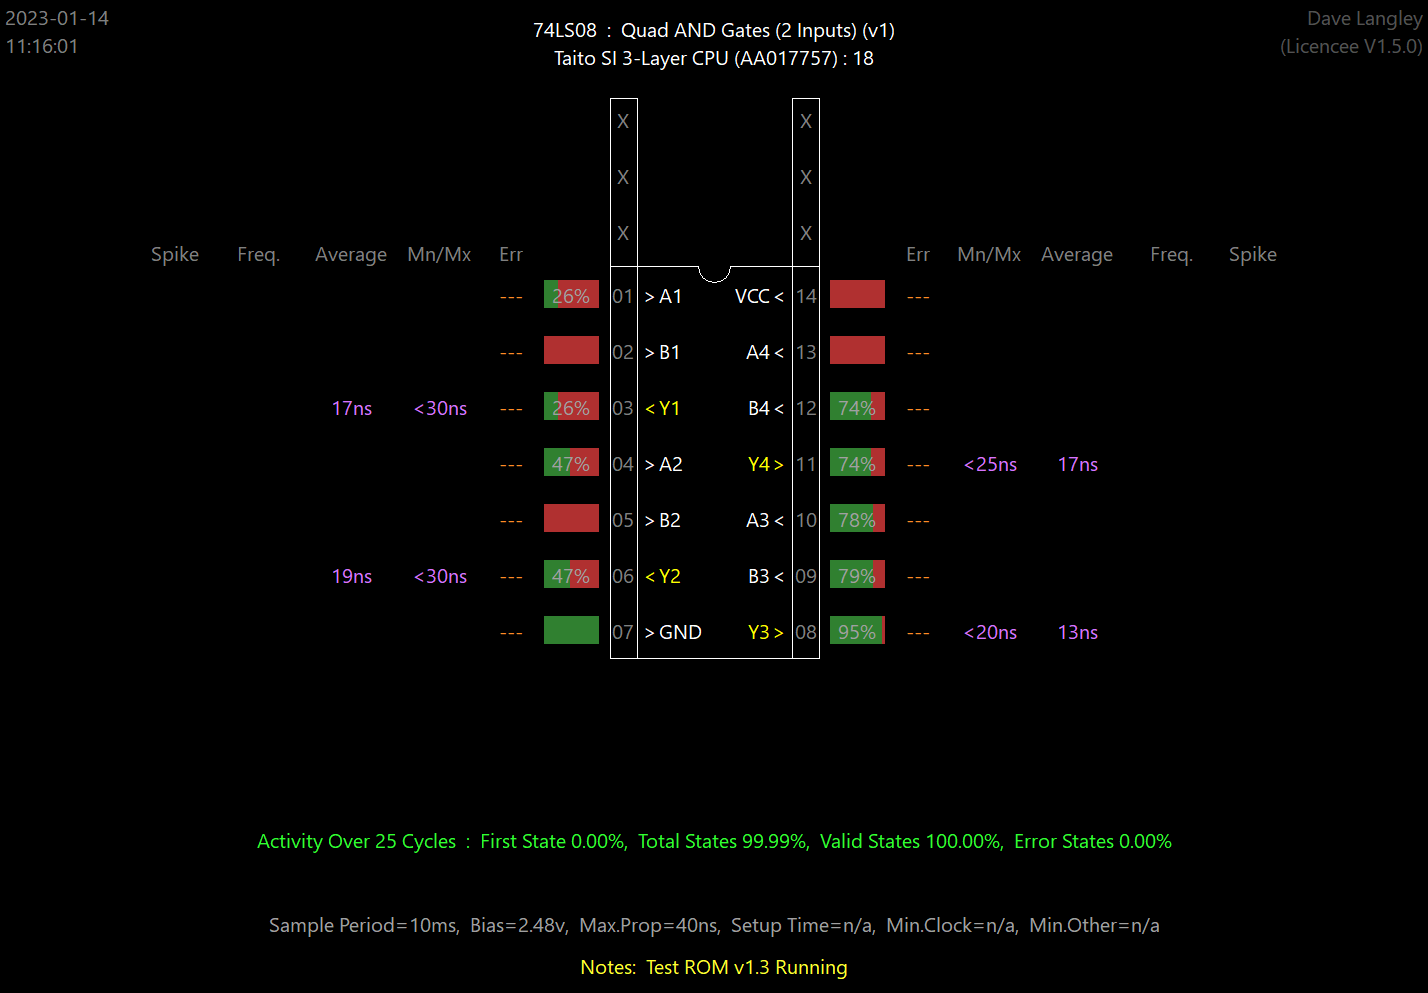 2023-01-14
11:16:01
74LS08 : Quad AND Gates (2 Inputs) (v1)
Taito SI 3-Layer CPU (AA017757) : 18
Dave Langley
(Licencee V1.5.0)
X X
X X
X X
Spike Freq. Average Mn/Mx Err Err Mn/Mx Average Freq. Spike
--- 26% 01 > A1 VCC < 14 ---
--- 02 > B1 A4 < 13 ---
17ns <30ns --- 26% 03 < Y1 B4 < 12 74% ---
--- 47% 04 > A2 Y4 > 11 74% --- <25ns 17ns
--- 05 > B2 A3 < 10 78% ---
19ns <30ns --- 47% 06 < Y2 B3 < 09 79% ---
--- 07 > GND Y3 > 08 95% --- <20ns 13ns
Activity Over 25 Cycles : First State 0.00%, Total States 99.99%, Valid States 100.00%, Error States 0.00%
Sample Period=10ms, Bias=2.48v, Max.Prop=40ns, Setup Time=n/a, Min.Clock=n/a, Min.Other=n/a
Notes: Test ROM v1.3 Running